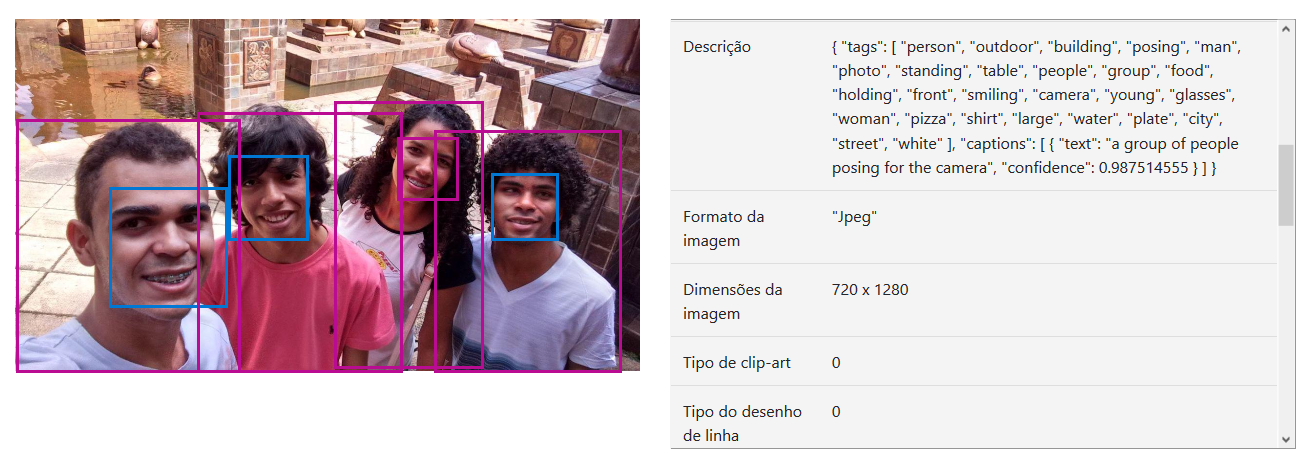 Descrição
{ "tags": [ "person", "outdoor", "building", "posing", "man",
"photo", "standing", "table", "people", "group", "food",
"holding", "front", "smiling", "camera", "young", "glasses",
"woman", "pizza", "shirt", "large", "water", "plate", "city",
"street", "white" ], "captions": [ { "text": "a group of people
posing for the camera", "confidence": 0.987514555 } ] }
Formato da
imagem
"Jpeg"
Dimensões da
imagem
720 x 1280
Tipo de clip-art
0
Tipo do desenho
de linha
0